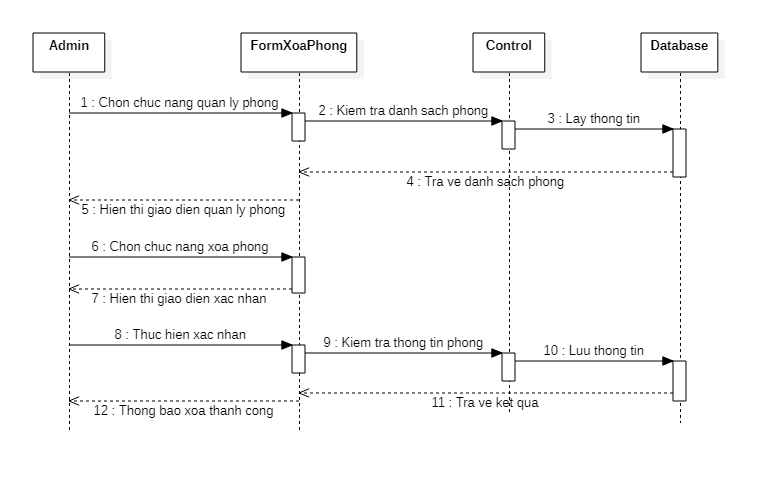 Admin
FormXoaPhong
Control
Database
1 : Chon chuc nang quan ly phong
2 : Kiem tra danh sach phong
3 : Lay thong tin
4 : Tra ve danh sach phong
5 : Hien thi giao dien quan ly phong
6 : Chon chuc nang xoa phong
7 : Hien thi giao dien xac nhan
8 : Thuc hien xac nhan
9 : Kiem tra thong tin phong
10 : Luu thong tin
11 : Tra ve ket qua
12 : Thong bao xoa thanh cong